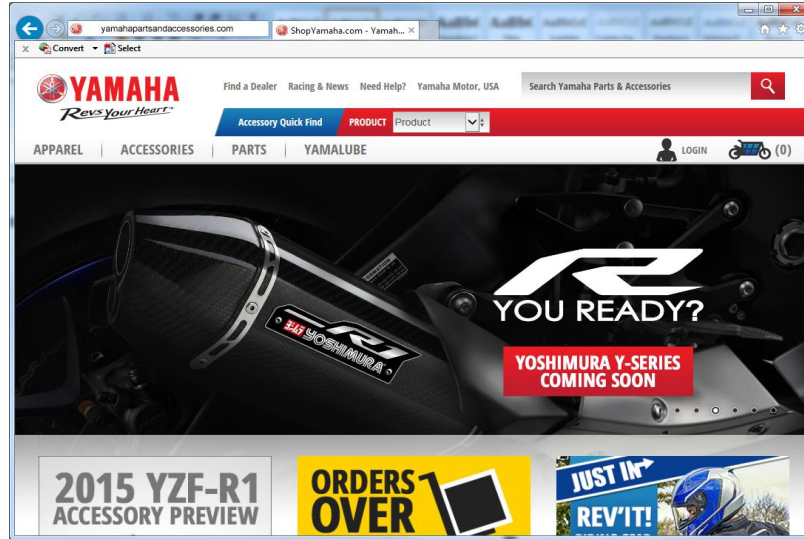 yamahapartsandaccessories.com
ShopYamaha.com - Yamah... ×
x Convert Select
YAMAHA
Revs Your Heart
Find a Dealer Racing & News Need Help? Yamaha Motor, USA
Search Yamaha Parts & Accessories
Accessory Quick Find PRODUCT Product
APPAREL ACCESSORIES PARTS YAMALUBE
LOGIN (0)
R1
YOSHIMURA
YOU READY?
YOSHIMURA Y-SERIES
COMING SOON
2015 YZF-R1
ACCESSORY PREVIEW
ORDERS
OVER
JUST IN
REV'IT!